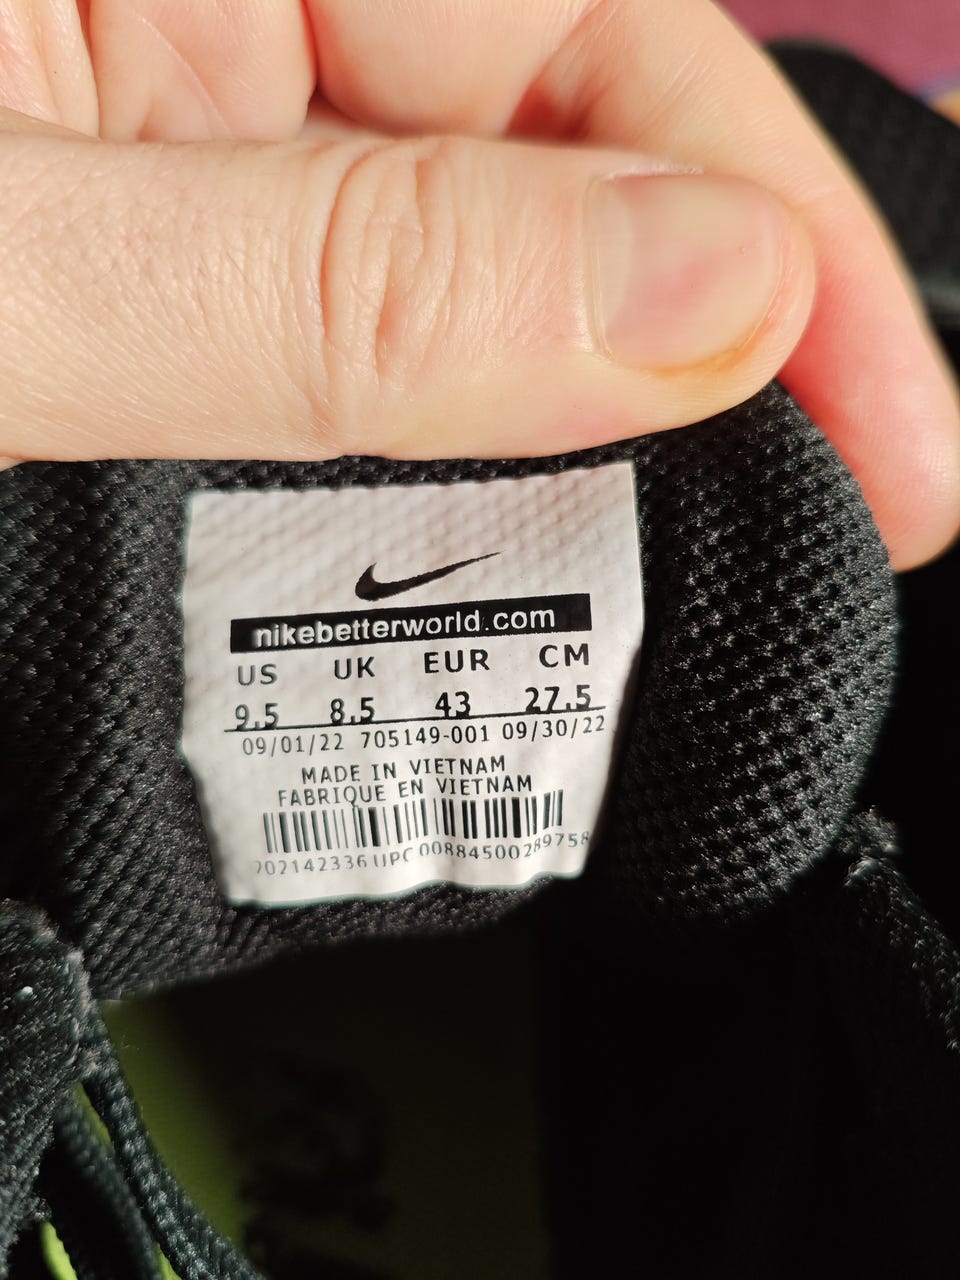 nikebetterworld.com
US UK EUR CM
9.5 8.5 43 27.5
09/01/22 705149-001 09/30/22
MADE IN VIETNAM
FABRIQUE EN VIETNAM
702142336 UPC 00884500289758